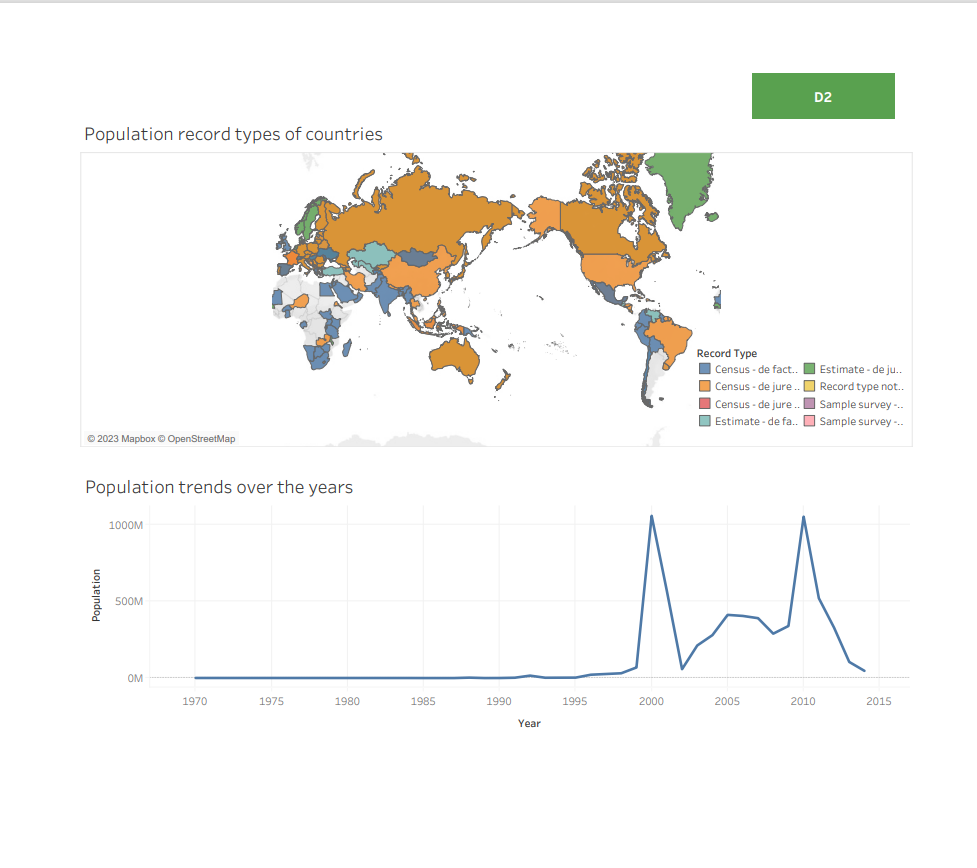 D2
Population record types of countries
Record Type
Census - de fact.. Estimate - de ju..
Census - de jure .. Record type not..
Census - de jure .. Sample survey -..
Estimate - de fa.. Sample survey -..
© 2023 Mapbox © OpenStreetMap
Population trends over the years
1000M
500M
0M
Population
1970 1975 1980 1985 1990 1995 2000 2005 2010 2015
Year